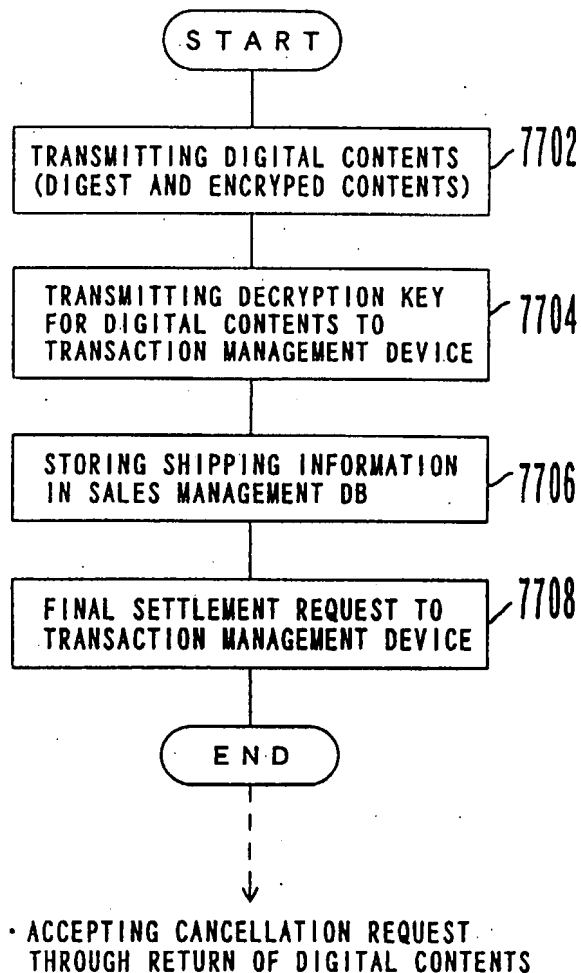 START
TRANSMITTING DIGITAL CONTENTS
(DIGEST AND ENCRYPED CONTENTS)
7702
TRANSMITTING DECRYPTION KEY
FOR DIGITAL CONTENTS TO
TRANSACTION MANAGEMENT DEVICE
7704
STORING SHIPPING INFORMATION
IN SALES MANAGEMENT DB
7706
FINAL SETTLEMENT REQUEST TO
TRANSACTION MANAGEMENT DEVICE
7708
END
· ACCEPTING CANCELLATION REQUEST
THROUGH RETURN OF DIGITAL CONTENTS